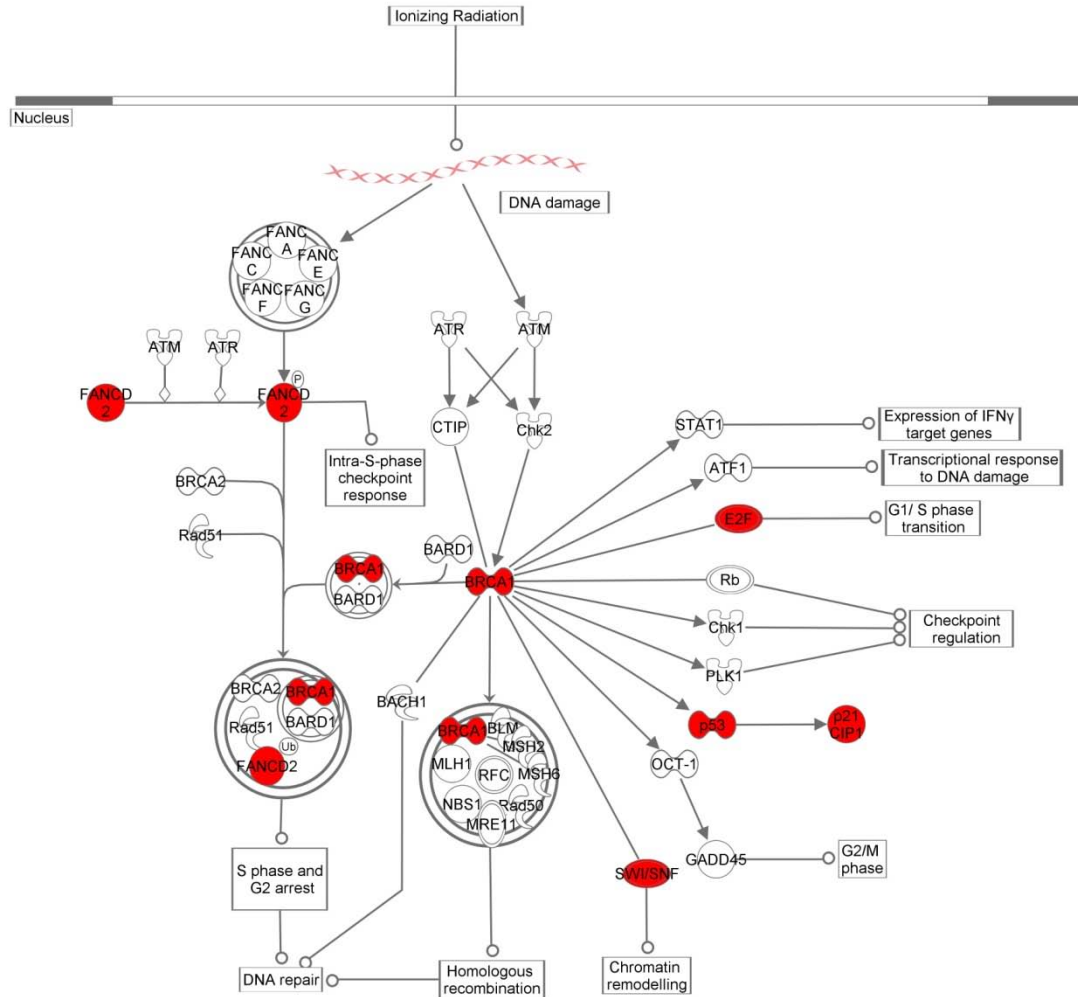 Ionizing Radiation
Nucleus
DNA damage
FANC
A
FANC
C
FANC
E
FANC
F
FANC
G
ATM
ATR
ATR
ATM
P
FANCD
2
FANCD
2
CTIP
Chk2
Intra-S-phase
checkpoint
response
STAT1
Expression of IFNγ
target genes
ATF1
Transcriptional response
to DNA damage
BRCA2
E2F
G1/ S phase
transition
Rad51
BARD1
BRCA1
BARD1
BRCA1
Rb
Chk1
Checkpoint
regulation
PLK1
BRCA2
BRCA1
BARD1
Rad51
Ub
FANCD2
BACH1
BRCA1
BLM
MSH2
MLH1
RFC
MSH6
NBS1
Rad50
MRE11
p53
p21
CIP1
OCT-1
GADD45
G2/M
phase
SWI/SNF
S phase and
G2 arrest
DNA repair
Homologous
recombination
Chromatin
remodelling